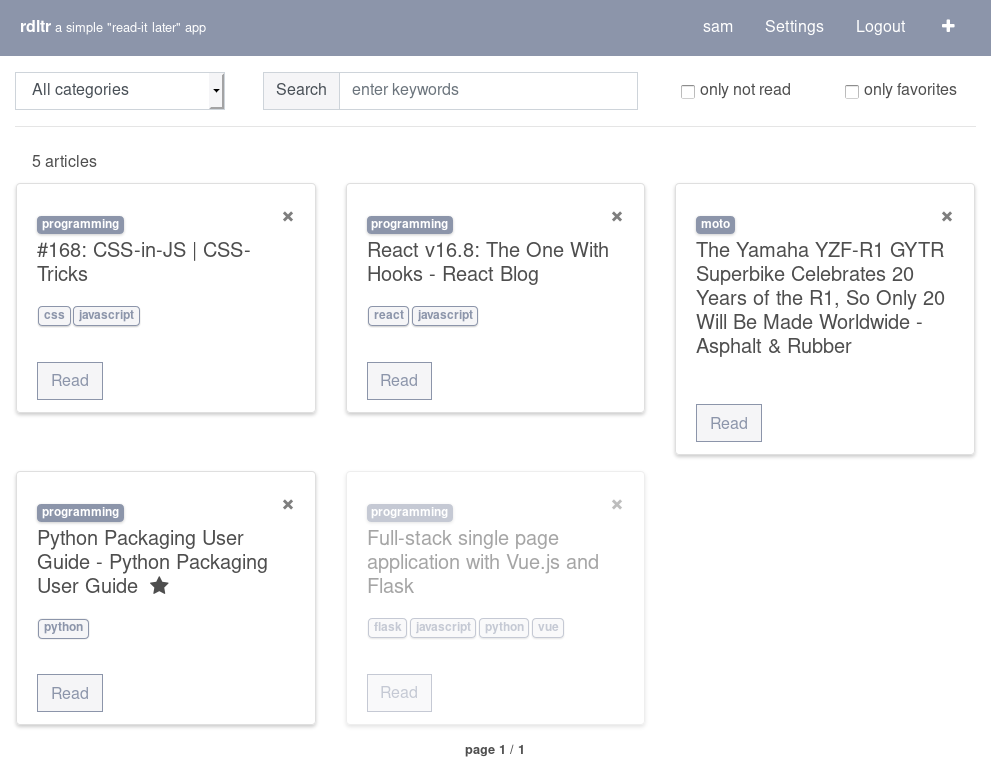 rdltr a simple "read-it later" app
sam Settings Logout +
All categories
Search enter keywords
only not read
only favorites
5 articles
programming
#168: CSS-in-JS | CSS-
Tricks
css javascript
Read
programming
React v16.8: The One With
Hooks - React Blog
react javascript
Read
moto
The Yamaha YZF-R1 GYTR
Superbike Celebrates 20
Years of the R1, So Only 20
Will Be Made Worldwide -
Asphalt & Rubber
Read
programming
Python Packaging User
Guide - Python Packaging
User Guide
python
Read
programming
Full-stack single page
application with Vue.js and
Flask
flask javascript python vue
Read
page 1 / 1